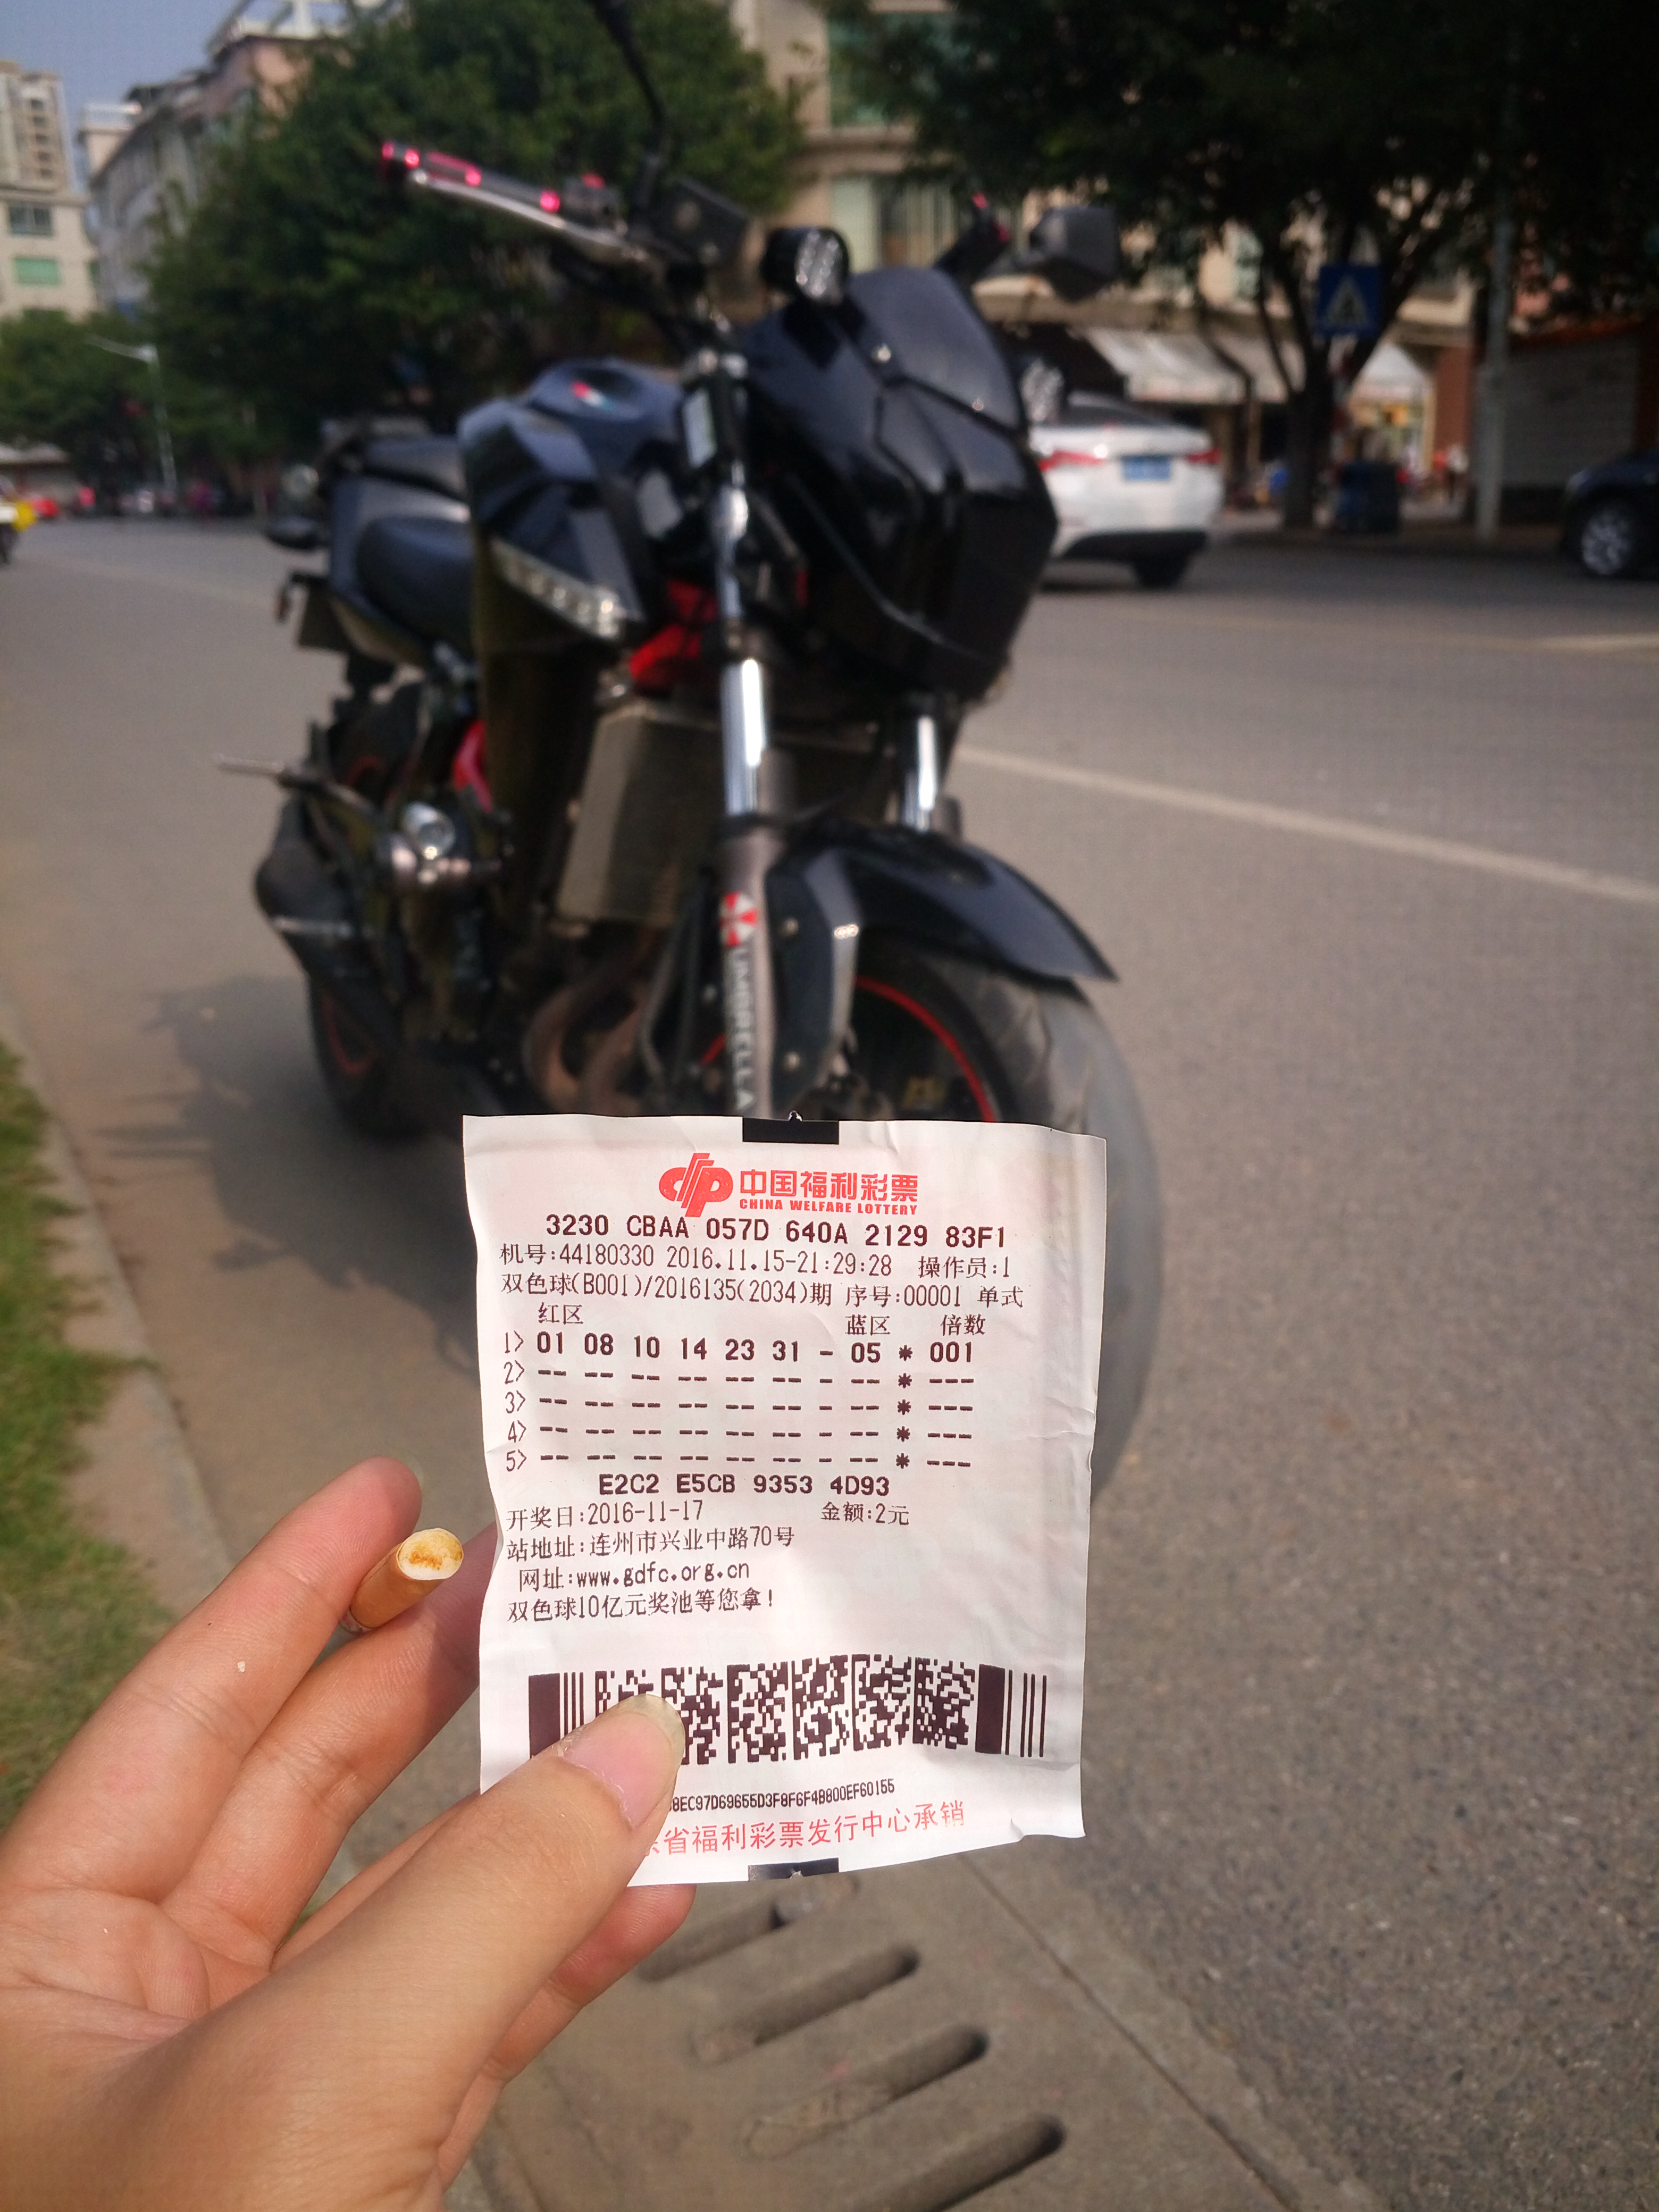 UMBRELLA
中国福利彩票
CHINA WELFARE LOTTERY
3230 CBAA 057D 640A 2129 83F1
机号:44180330 2016.11.15-21:29:28 操作员:1
双色球(B001)/2016135(2034)期 序号:00001 单式
红区 蓝区 倍数
1> 01 08 10 14 23 31 - 05 * 001
2> -- -- -- -- -- -- - -- * ---
3> -- -- -- -- -- -- - -- * ---
4> -- -- -- -- -- -- - -- * ---
5> -- -- -- -- -- -- - -- * ---
E2C2 E5CB 9353 4D93
开奖日:2016-11-17 金额:2元
站地址:连州市兴业中路70号
网址:www.gdfc.org.cn
双色球10亿元奖池等您拿!
8EC97D69655D3F8F6F4B800EF60155
省福利彩票发行中心承销